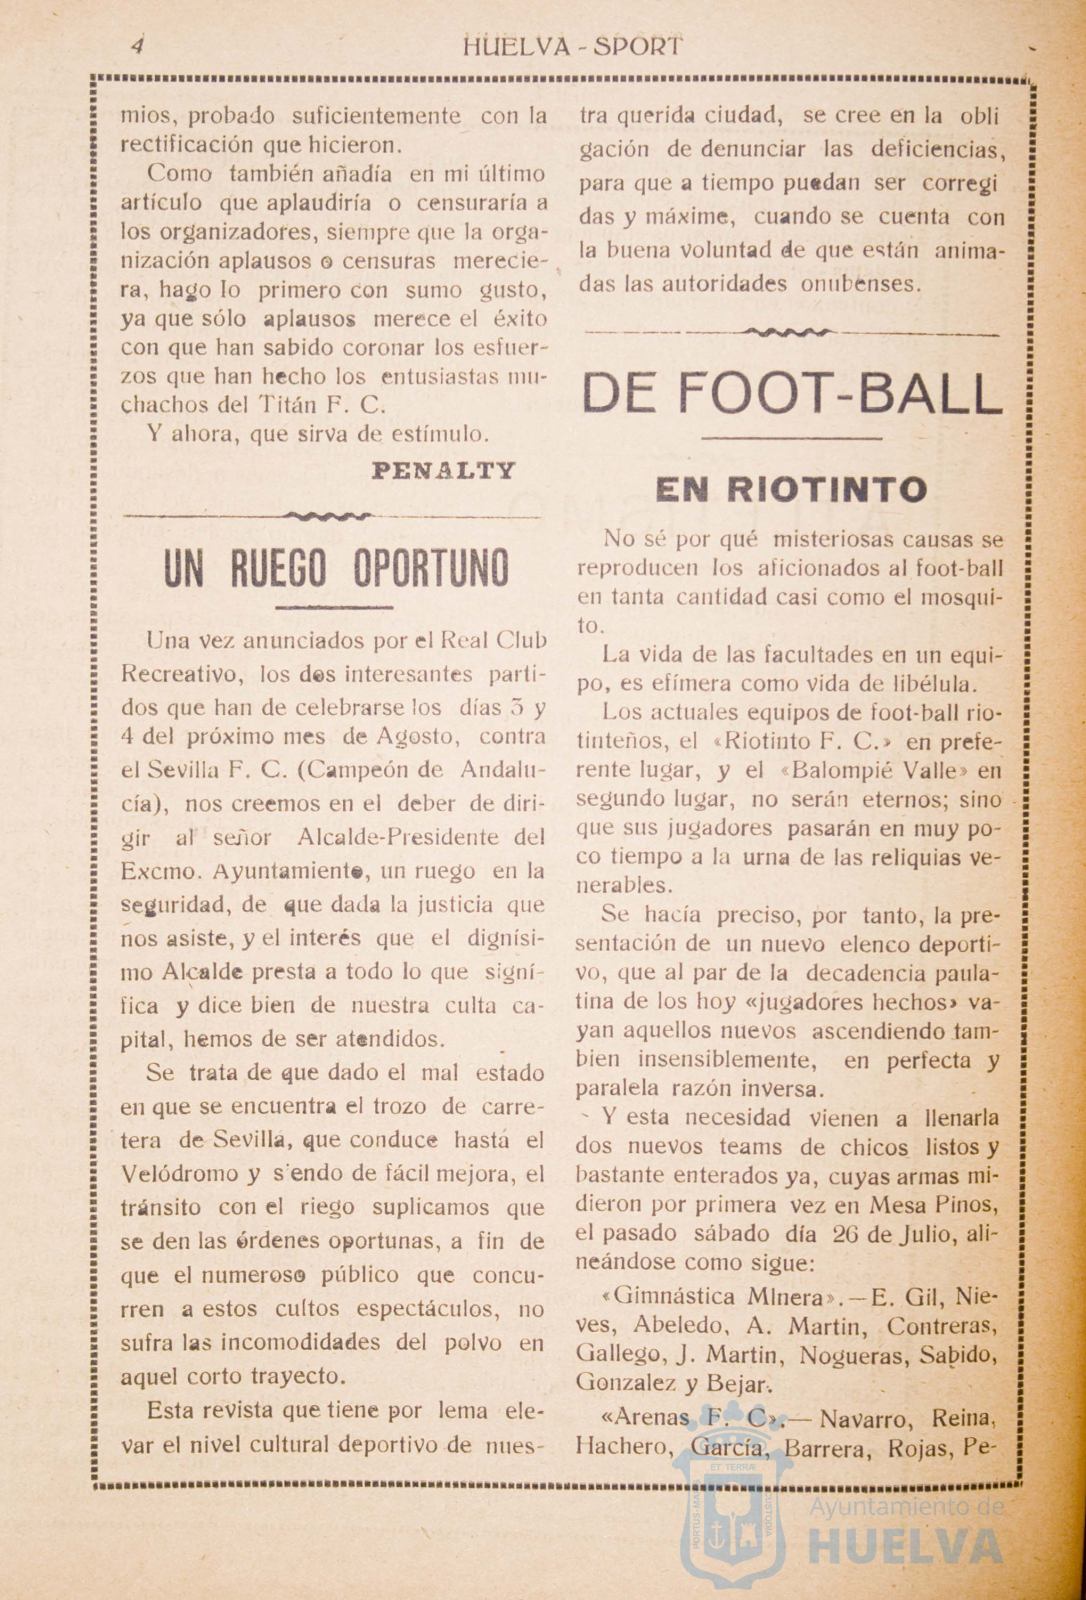 4
HUELVA - SPORT
mios, probado suficientemente con la
rectificación que hicieron.
Como también añadía en mi último
artículo que aplaudiría o censuraría a
los organizadores, siempre que la orga-
nización aplausos o censuras merecie-
ra, hago lo primero con sumo gusto,
ya que sólo aplausos merece el éxito
con que han sabido coronar los esfuer-
zos que han hecho los entusiastas mu-
chachos del Titán F. C.
Y ahora, que sirva de estímulo.
PENALTY
UN RUEGO OPORTUNO
Una vez anunciados por el Real Club
Recreativo, los dos interesantes parti-
dos que han de celebrarse los días 3 y
4 del próximo mes de Agosto, contra
el Sevilla F. C. (Campeón de Andalu-
cía), nos creemos en el deber de diri-
gir al señor Alcalde-Presidente del
Excmo. Ayuntamiento, un ruego en la
seguridad, de que dada la justicia que
nos asiste, y el interés que el dignísi-
mo Alcalde presta a todo lo que signí-
fica y dice bien de nuestra culta ca-
pital, hemos de ser atendidos.
Se trata de que dado el mal estado
en que se encuentra el trozo de carre-
tera de Sevilla, que conduce hasta el
Velódromo y s'endo de fácil mejora, el
tránsito con el riego suplicamos que
se den las órdenes oportunas, a fin de
que el numeroso público que concu-
rren a estos cultos espectáculos, no
sufra las incomodidades del polvo en
aquel corto trayecto.
Esta revista que tiene por lema ele-
var el nivel cultural deportivo de nues-
tra querida ciudad, se cree en la obli
gación de denunciar las deficiencias,
para que a tiempo puedan ser corregi
das y máxime, cuando se cuenta con
la buena voluntad de que están anima-
das las autoridades onubenses.
DE FOOT-BALL
EN RIOTINTO
No sé por qué misteriosas causas se
reproducen los aficionados al foot-ball
en tanta cantidad casi como el mosqui-
to.
La vida de las facultades en un equi-
po, es efímera como vida de libélula.
Los actuales equipos de foot-ball rio-
tinteños, el «Riotinto F. C.» en prefe-
rente lugar, y el «Balompié Valle» en
segundo lugar, no serán eternos; sino
que sus jugadores pasarán en muy po-
co tiempo a la urna de las reliquias ve-
nerables.
Se hacía preciso, por tanto, la pre-
sentación de un nuevo elenco deporti-
vo, que al par de la decadencia paula-
tina de los hoy «jugadores hechos» va-
yan aquellos nuevos ascendiendo tam-
bien insensiblemente, en perfecta y
paralela razón inversa.
Y esta necesidad vienen a llenarla
dos nuevos teams de chicos listos y
bastante enterados ya, cuyas armas mi-
dieron por primera vez en Mesa Pinos,
el pasado sábado día 26 de Julio, ali-
neándose como sigue:
«Gimnástica MInera».—E. Gil, Nie-
ves, Abeledo, A. Martin, Contreras,
Gallego, J. Martin, Nogueras, Sabido,
Gonzalez y Bejar.
«Arenas F. C».— Navarro, Reina,
Hachero, García, Barrera, Rojas, Pe-
PORTUS MARIS ET TERRÆ CUSTODIA
Ayuntamiento de
HUELVA